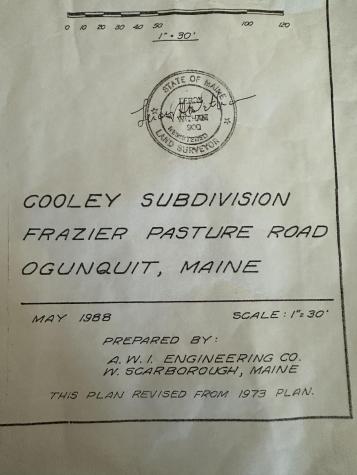 0 10 20 30 40 50 100 120
1" = 30'
STATE OF MAINE
900
REGISTERED
LAND SURVEYOR
COOLEY SUBDIVISION
FRAZIER PASTURE ROAD
OGUNQUIT, MAINE
MAY 1988 SCALE: 1"= 30'
PREPARED BY:
A.W.I. ENGINEERING CO.
W. SCARBOROUGH, MAINE
THIS PLAN REVISED FROM 1973 PLAN.